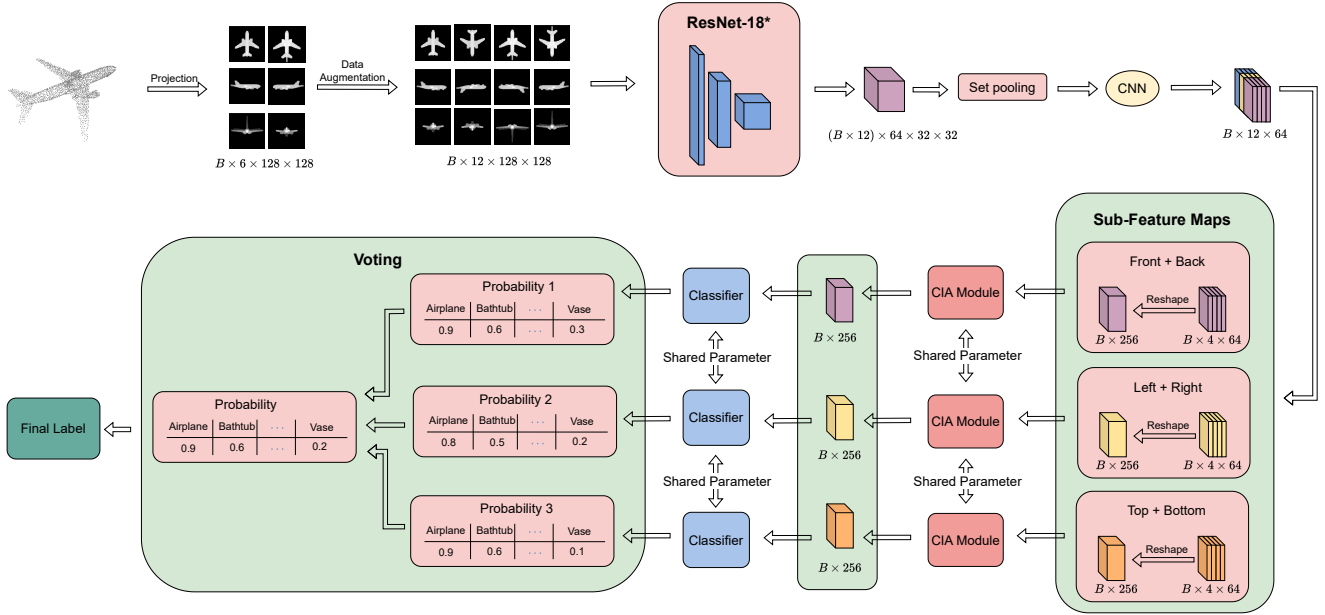 ResNet-18*
Projection
Data
Augmentation
Set pooling
CNN
B × 6 × 128 × 128
B × 12 × 128 × 128
(B × 12) × 64 × 32 × 32
B × 12 × 64
Sub-Feature Maps
Front + Back
Reshape
B × 256
B × 4 × 64
Left + Right
Reshape
B × 256
B × 4 × 64
Top + Bottom
Reshape
B × 256
B × 4 × 64
CIA Module
Shared Parameter
CIA Module
Shared Parameter
CIA Module
B × 256
B × 256
B × 256
Classifier
Shared Parameter
Classifier
Shared Parameter
Classifier
Voting
Probability 1
Airplane Bathtub ... Vase
0.9 0.6 ... 0.3
Probability 2
Airplane Bathtub ... Vase
0.8 0.5 ... 0.2
Probability 3
Airplane Bathtub ... Vase
0.9 0.6 ... 0.1
Probability
Airplane Bathtub ... Vase
0.9 0.6 ... 0.2
Final Label